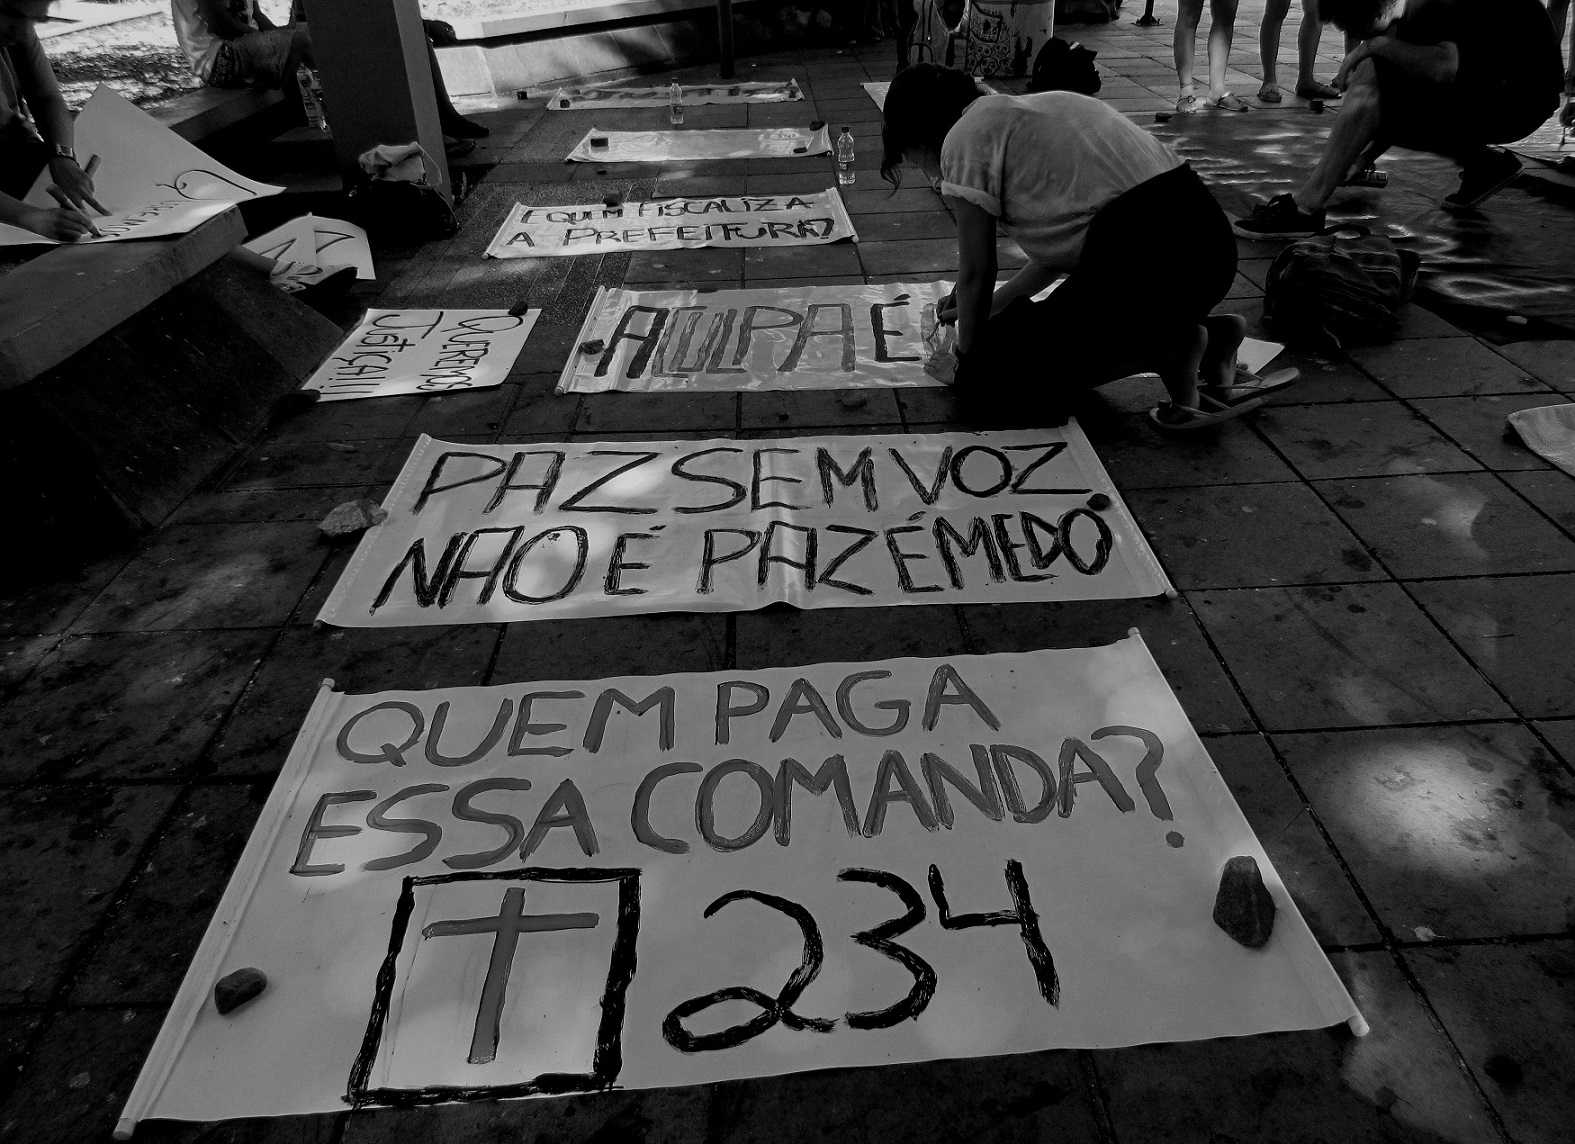 E QUEM FISCALIZA
A PREFEITURA?
QUEREMOS
JUSTIÇA!!!
A CULPA É
PAZ SEM VOZ
NÃO É PAZ É MEDO
QUEM PAGA
ESSA COMANDA?
234